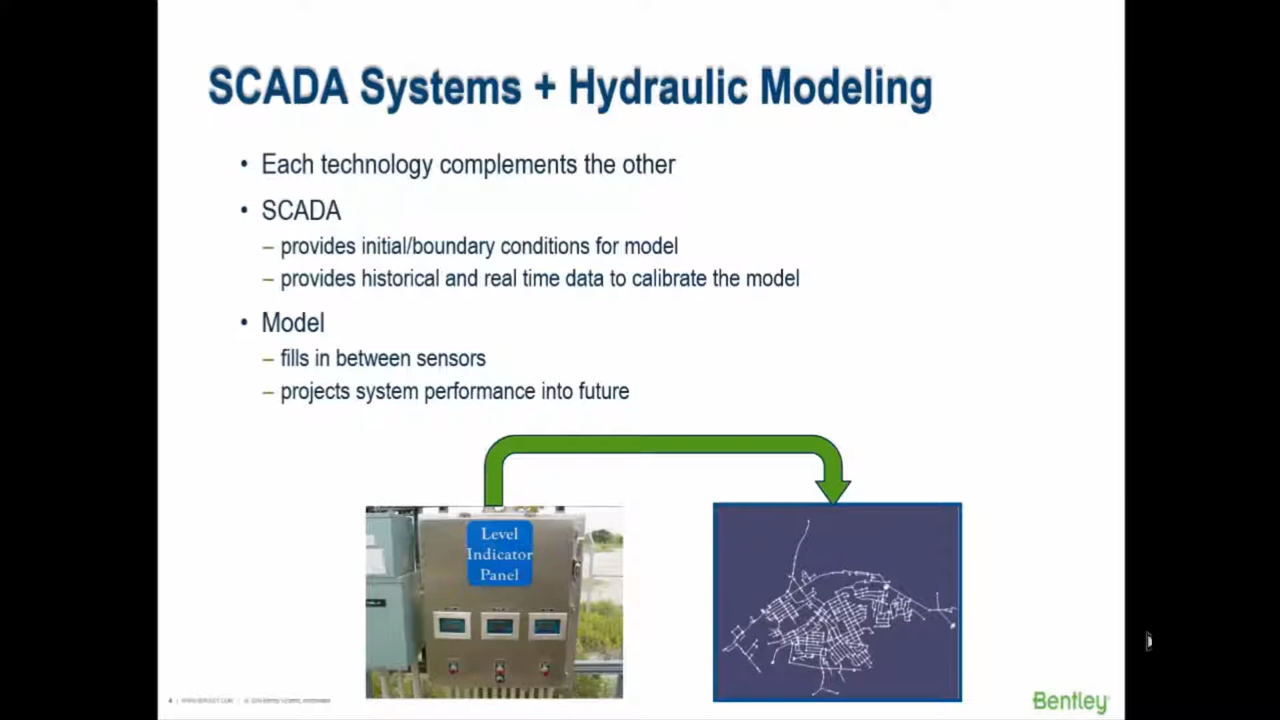 SCADA Systems + Hydraulic Modeling
• Each technology complements the other
• SCADA
– provides initial/boundary conditions for model
– provides historical and real time data to calibrate the model
• Model
– fills in between sensors
– projects system performance into future
Level
Indicator
Panel
Bentley